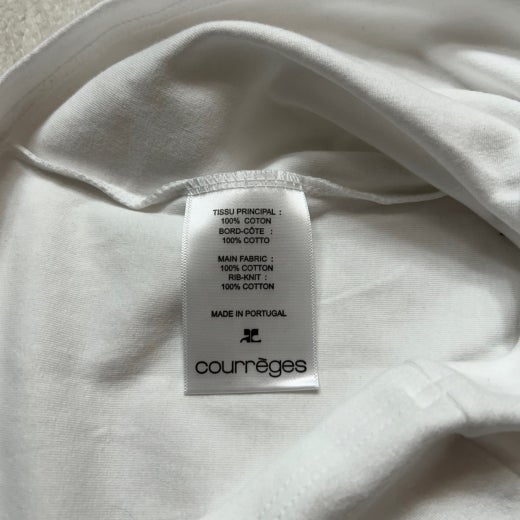 TISSU PRINCIPAL :
100% COTON
BORD-CÔTE :
100% COTTO
MAIN FABRIC :
100% COTTON
RIB-KNIT :
100% COTTON
MADE IN PORTUGAL
courrèges